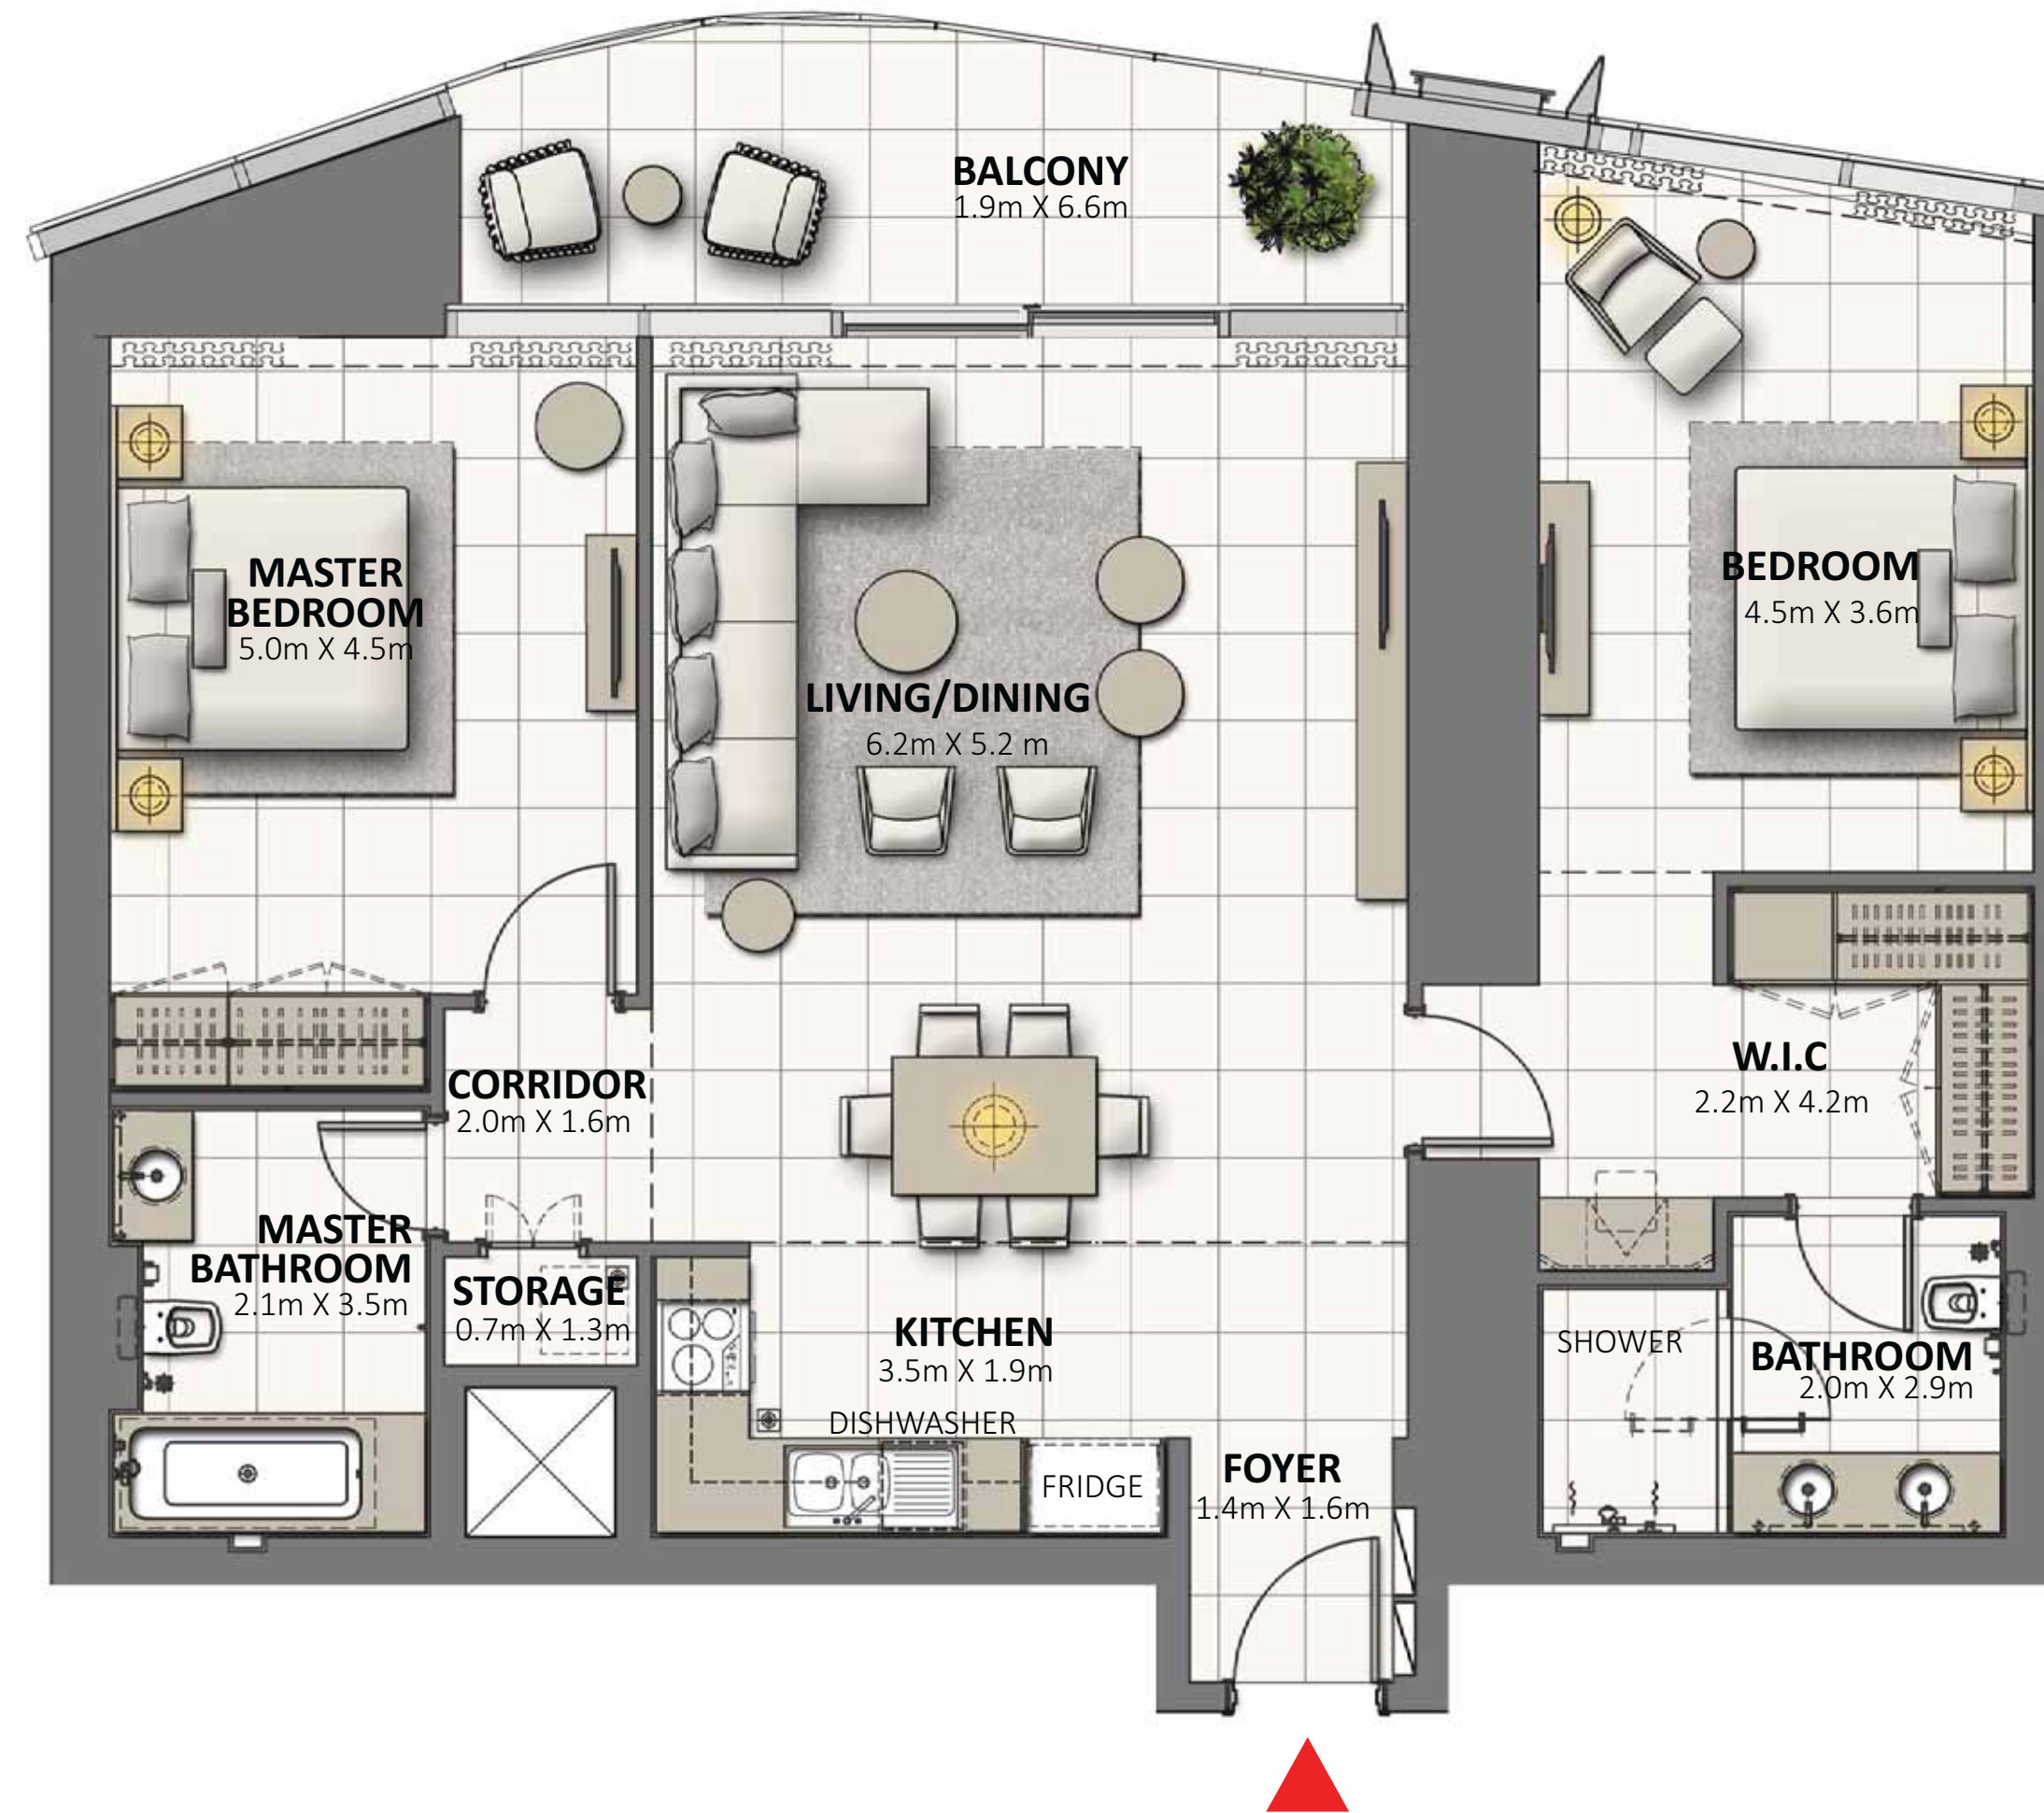 BALCONY
1.9m X 6.6m
MASTER
BEDROOM
5.0m X 4.5m
LIVING/DINING
6.2m X 5.2 m
BEDROOM
4.5m X 3.6m
CORRIDOR
2.0m X 1.6m
W.I.C
2.2m X 4.2m
MASTER
BATHROOM
2.1m X 3.5m
STORAGE
0.7m X 1.3m
KITCHEN
3.5m X 1.9m
DISHWASHER
FRIDGE
FOYER
1.4m X 1.6m
SHOWER
BATHROOM
2.0m X 2.9m